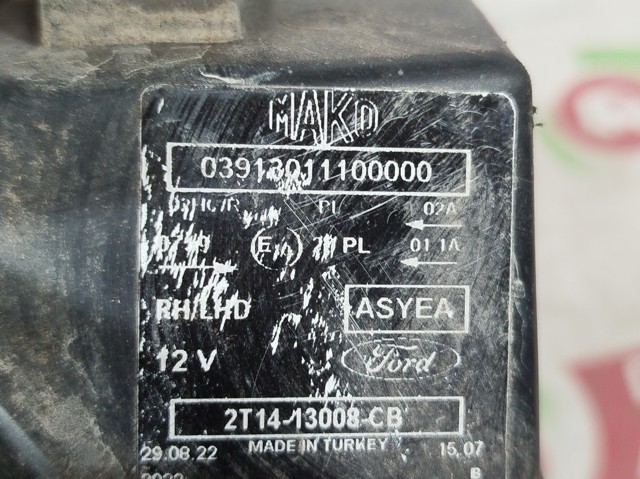 MAKO
03913011100000
PL 02A
E PL 01 1A
RH/LHD ASYEA
12 V Ford
2T14-13008-CB
MADE IN TURKEY
29.08.22 15.07
B